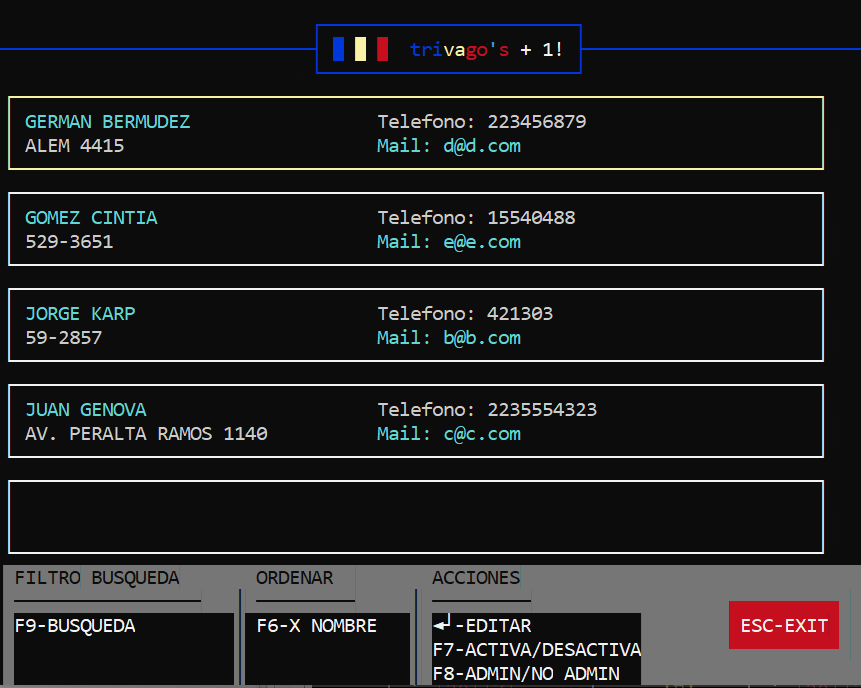 trivago's + 1!
GERMAN BERMUDEZ Telefono: 223456879
ALEM 4415 Mail: d@d.com
GOMEZ CINTIA Telefono: 15540488
529-3651 Mail: e@e.com
JORGE KARP Telefono: 421303
59-2857 Mail: b@b.com
JUAN GENOVA Telefono: 2235554323
AV. PERALTA RAMOS 1140 Mail: c@c.com
FILTRO BUSQUEDA ORDENAR ACCIONES
F9-BUSQUEDA F6-X NOMBRE ◄┘-EDITAR ESC-EXIT
F7-ACTIVA/DESACTIVA
F8-ADMIN/NO ADMIN